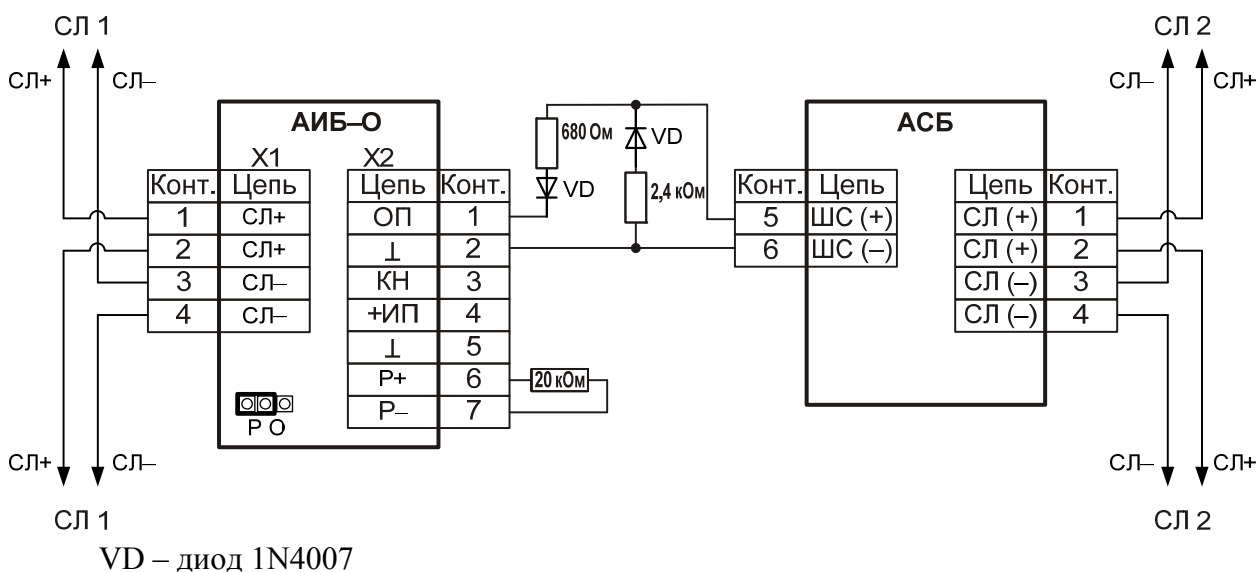 СЛ 1
СЛ 2
СЛ+
СЛ–
СЛ–
СЛ+
АИБ–О
680 Ом
VD
VD
2,4 кОм
АСБ
X1
X2
Конт. Цепь
1 СЛ+
2 СЛ+
3 СЛ–
4 СЛ–
Цепь Конт.
ОП 1
⊥ 2
КН 3
+ИП 4
⊥ 5
Р+ 6
Р– 7
20 кОм
Р О
Конт. Цепь
5 ШС (+)
6 ШС (–)
Цепь Конт.
СЛ (+) 1
СЛ (+) 2
СЛ (–) 3
СЛ (–) 4
СЛ+
СЛ–
СЛ–
СЛ+
СЛ 1
СЛ 2
VD – диод 1N4007